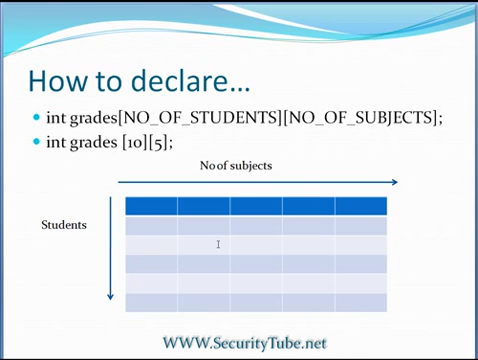 How to declare...
int grades[NO_OF_STUDENTS][NO_OF_SUBJECTS];
int grades [10][5];
No of subjects
Students
WWW.SecurityTube.net